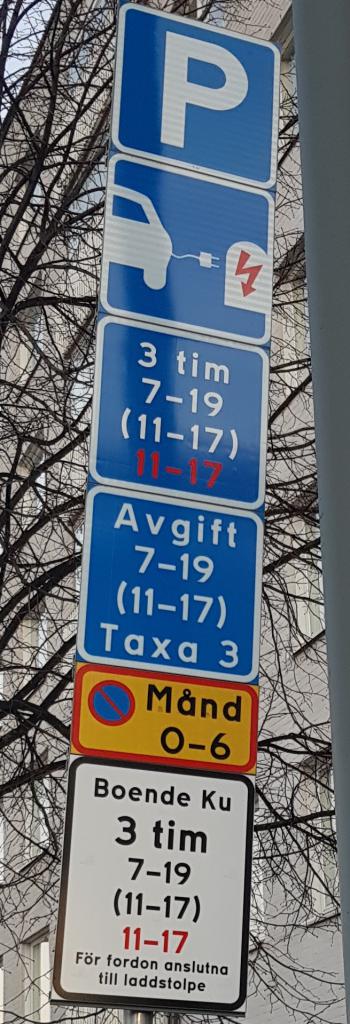 P
3 tim
7-19
(11-17)
11-17
Avgift
7-19
(11-17)
Taxa 3
Månd
0-6
Boende Ku
3 tim
7-19
(11-17)
11-17
För fordon anslutna
till laddstolpe